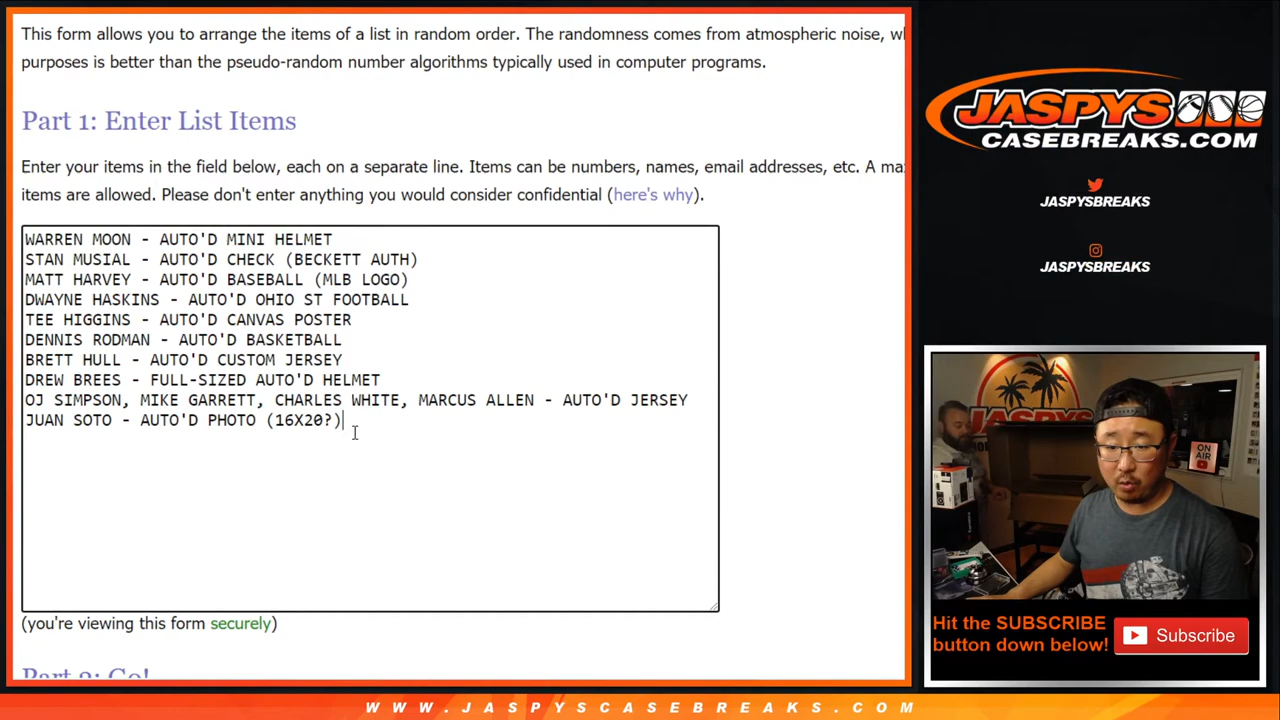 This form allows you to arrange the items of a list in random order. The randomness comes from atmospheric noise,
purposes is better than the pseudo-random number algorithms typically used in computer programs.
Part 1: Enter List Items
Enter your items in the field below, each on a separate line. Items can be numbers, names, email addresses, etc. A
items are allowed. Please don't enter anything you would consider confidential (here's why).
WARREN MOON - AUTO'D MINI HELMET
STAN MUSIAL - AUTO'D CHECK (BECKETT AUTH)
MATT HARVEY - AUTO'D BASEBALL (MLB LOGO)
DWAYNE HASKINS - AUTO'D OHIO ST FOOTBALL
TEE HIGGINS - AUTO'D CANVAS POSTER
DENNIS RODMAN - AUTO'D BASKETBALL
BRETT HULL - AUTO'D CUSTOM JERSEY
DREW BREES - FULL-SIZED AUTO'D HELMET
OJ SIMPSON, MIKE GARRETT, CHARLES WHITE, MARCUS ALLEN - AUTO'D JERSEY
JUAN SOTO - AUTO'D PHOTO (16X20?)
(you're viewing this form securely)
Part 2: Go!
JASPYS
CASEBREAKS.COM
JASPYSBREAKS
JASPYSBREAKS
ON
AIR
Hit the SUBSCRIBE
button down below!
Subscribe
WWW.JASPYSCASEBREAKS.COM